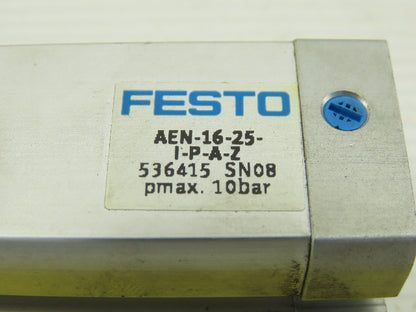 FESTO
AEN-16-25-
I-P-A-Z
536415 SN08
pmax. 10bar